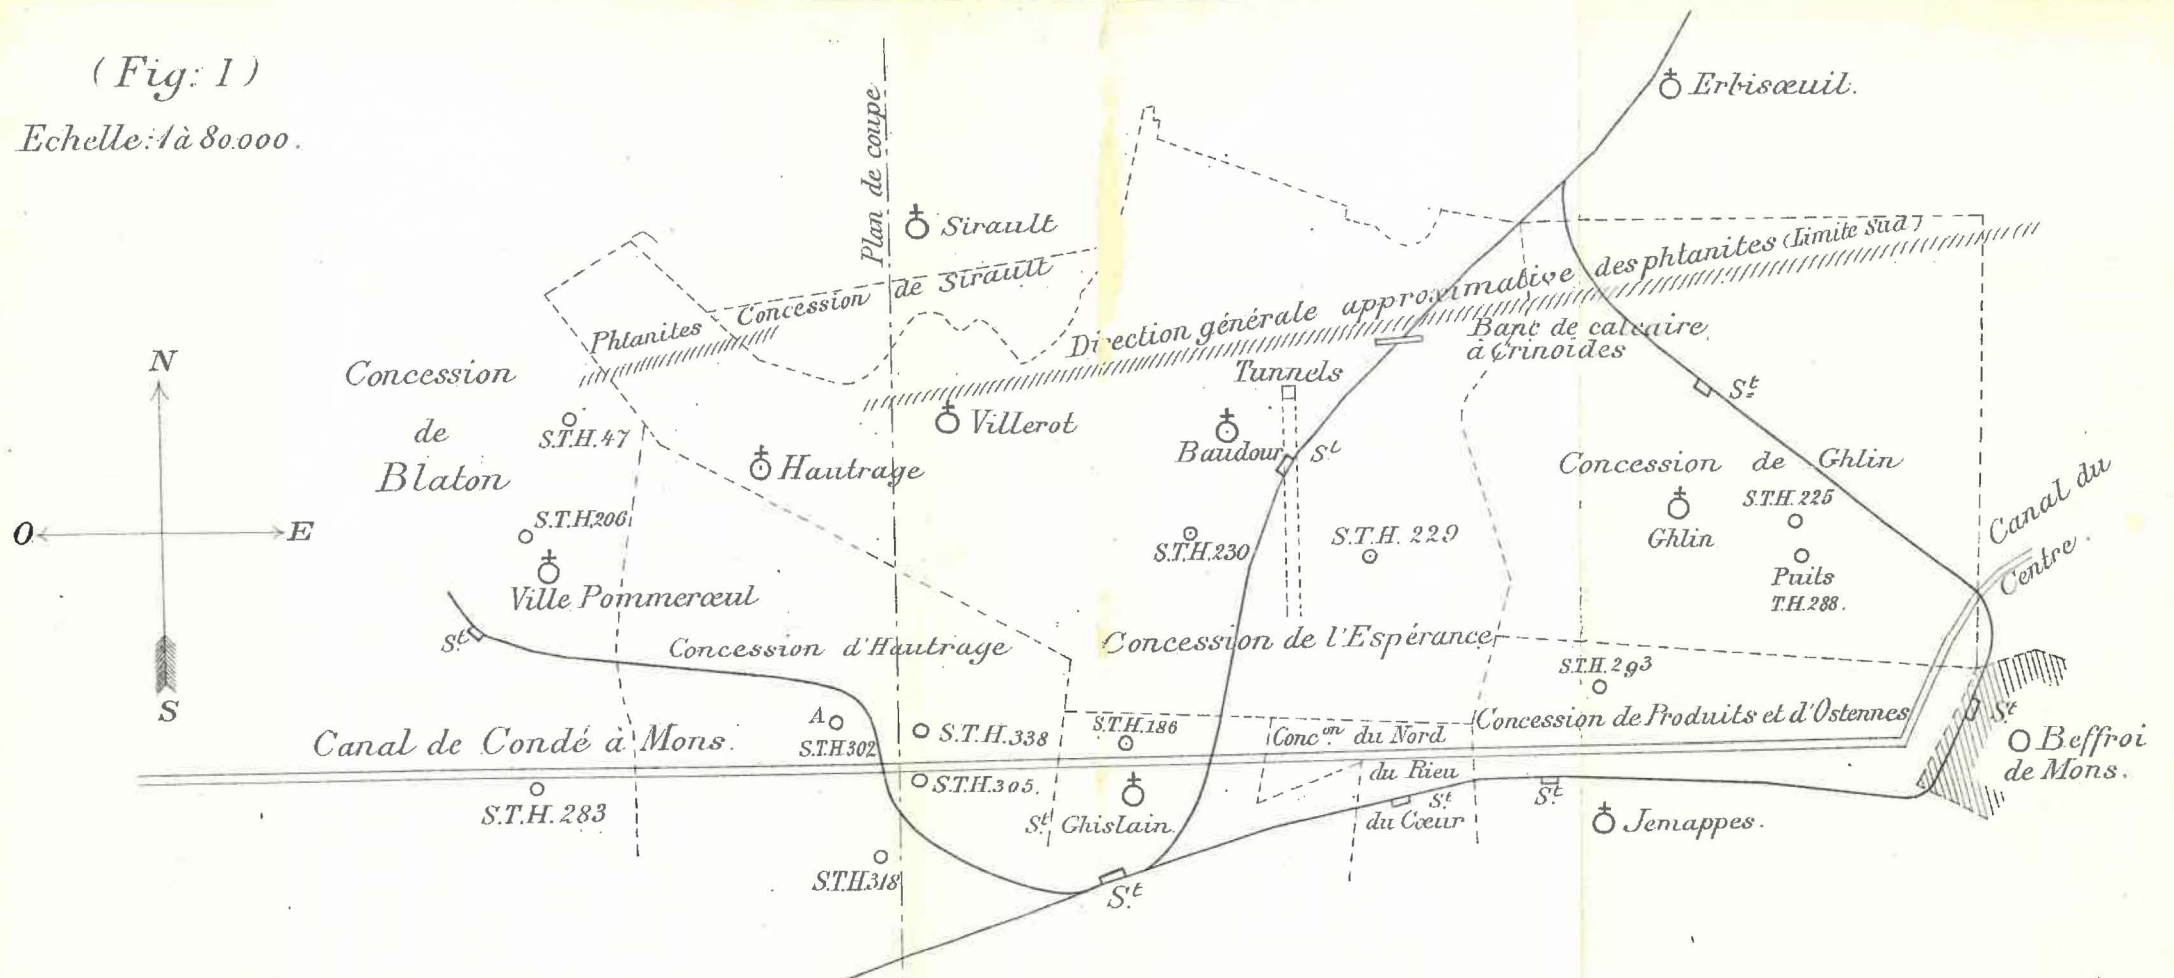 (Fig: 1)
Echelle: 1 à 80.000.
Erbisœuil.
Plan de coupe
Sirault
Concession de Sirault
Phtanites
Direction générale approximative des phtanites (Limite Sud)
Banc de calcaire
à Crinoïdes
N
O
E
S
Concession
de
Blaton
S.T.H. 47
Hautrage
Villerot
Tunnels
Baudour
St
St
Concession de Ghlin
Ghlin
S.T.H. 225
Puits
T.H. 288.
Canal du
Centre.
S.T.H. 206
Ville Pommerœul
St
S.T.H. 230
S.T.H. 229
Concession d'Hautrage
Concession de l'Espérance
S.T.H. 293
A
S.T.H 302
S.T.H. 338
S.T.H. 186
Concon du Nord
du Rieu
du Cœur
Concession de Produits et d'Ostennes
St
Beffroi
de Mons.
Canal de Condé à Mons.
S.T.H. 283
S.T.H. 305.
St Ghislain.
St
St
Jemappes.
S.T.H. 318
St